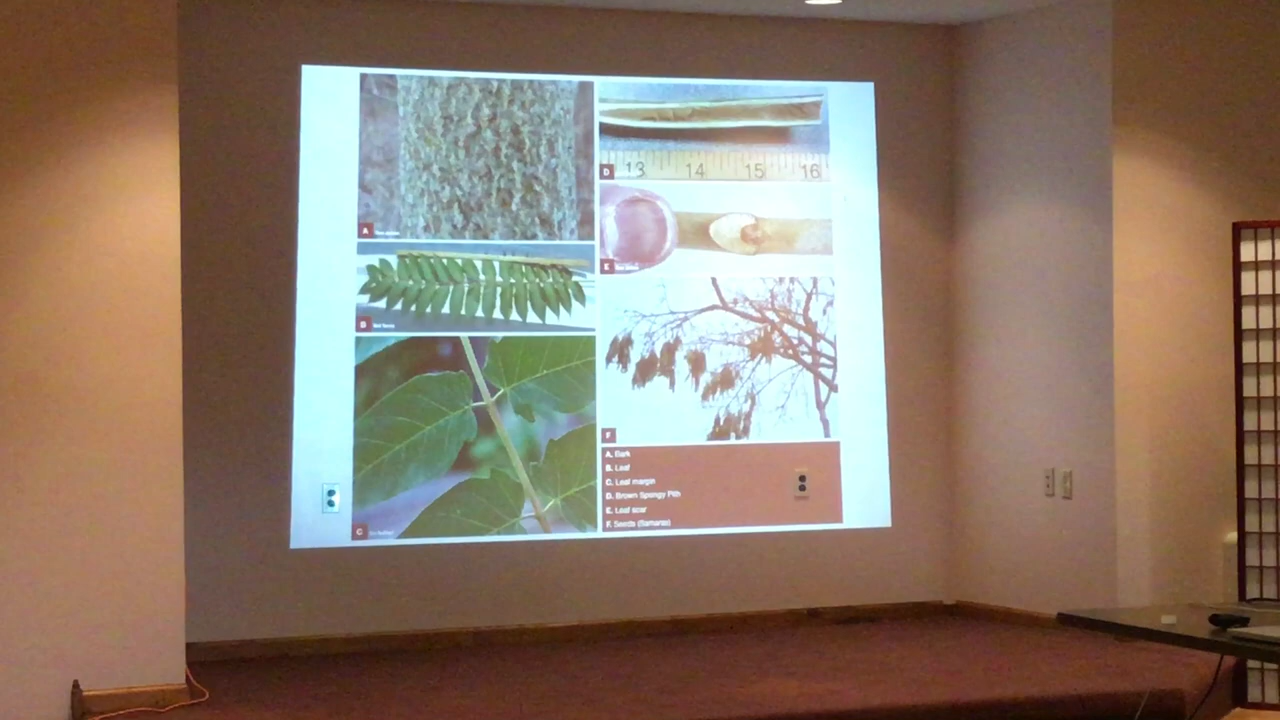 A
D
13 14 15 16
E
B
F
C
A. Bark
B. Leaf
C. Leaf margin
D. Brown Spongy Pith
E. Leaf scar
F. Seeds (Samaras)